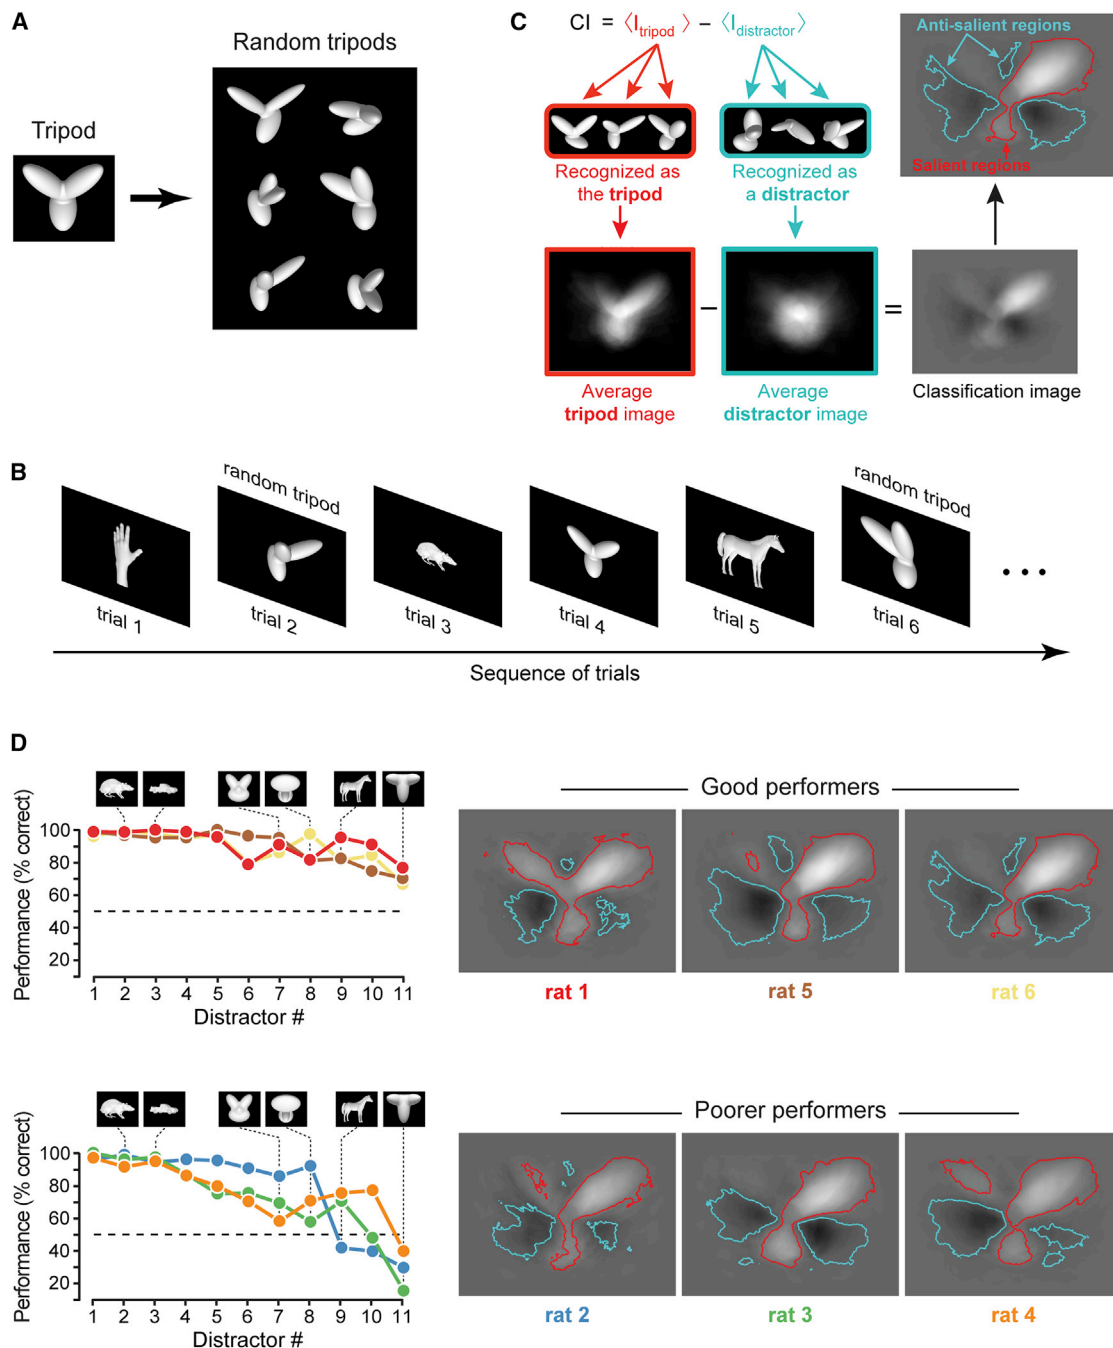 A
Random tripods
Tripod
C
CI = ⟨I_tripod⟩ − ⟨I_distractor⟩
Recognized as
the tripod
Recognized as
a distractor
Anti-salient regions
Salient regions
−
=
Average
tripod image
Average
distractor image
Classification image
B
random tripod
random tripod
trial 1
trial 2
trial 3
trial 4
trial 5
trial 6
• • •
Sequence of trials
D
Performance (% correct)
100
80
60
40
20
1 2 3 4 5 6 7 8 9 10 11
Distractor #
Good performers
rat 1
rat 5
rat 6
Performance (% correct)
100
80
60
40
20
1 2 3 4 5 6 7 8 9 10 11
Distractor #
Poorer performers
rat 2
rat 3
rat 4